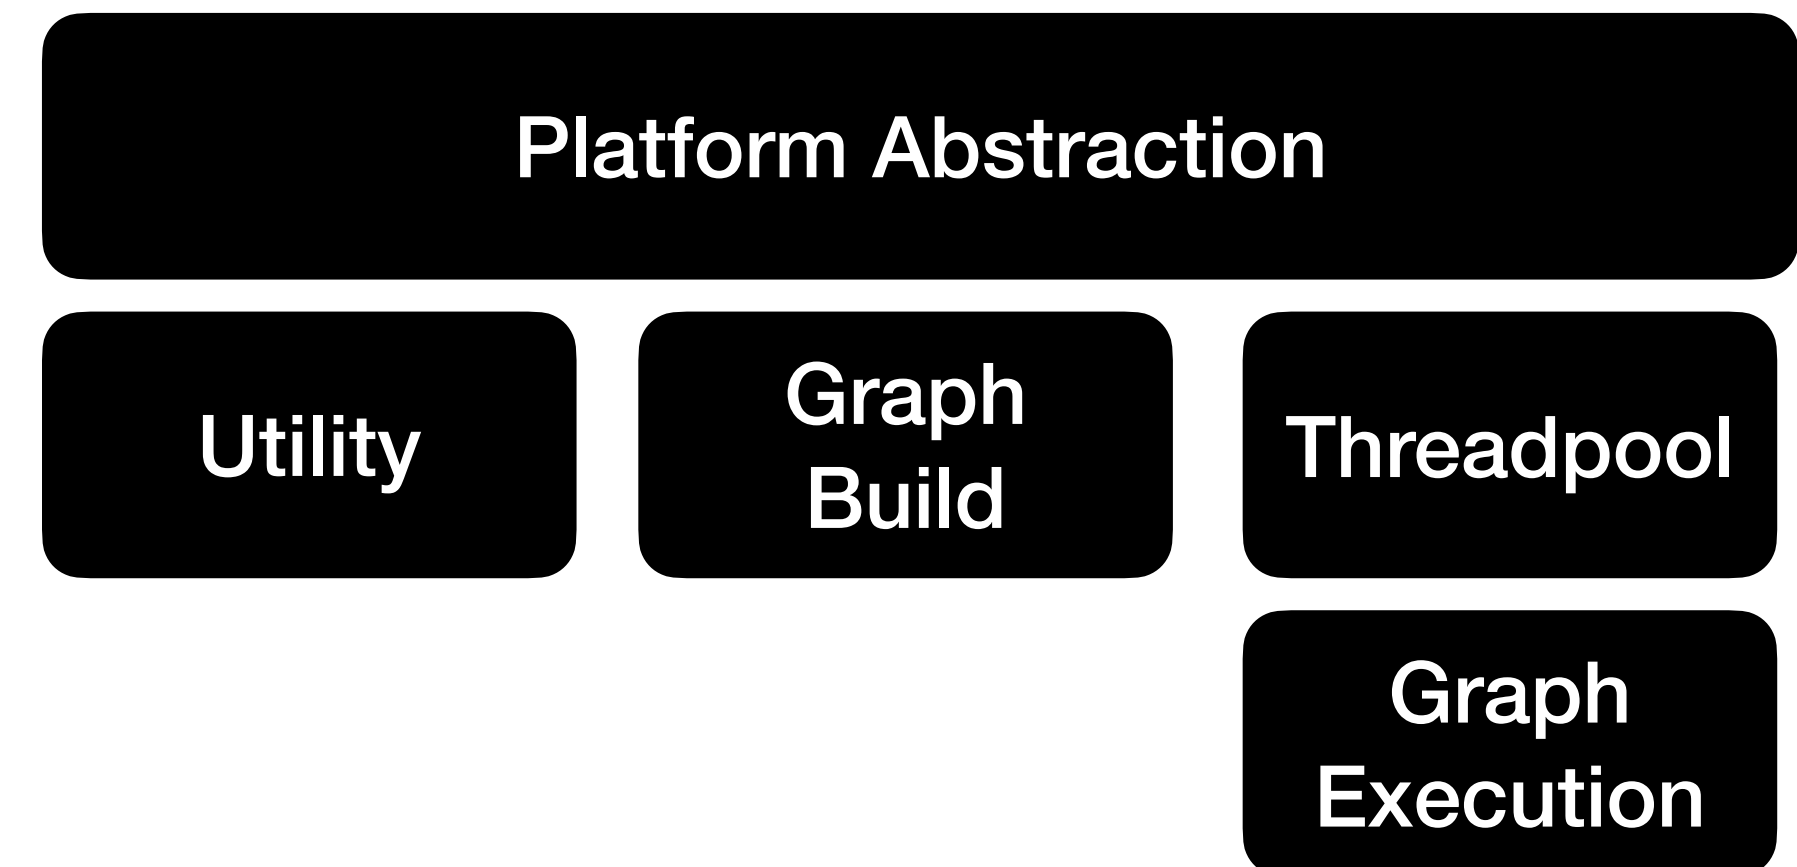 Platform Abstraction
Utility
Graph
Build
Threadpool
Graph
Execution